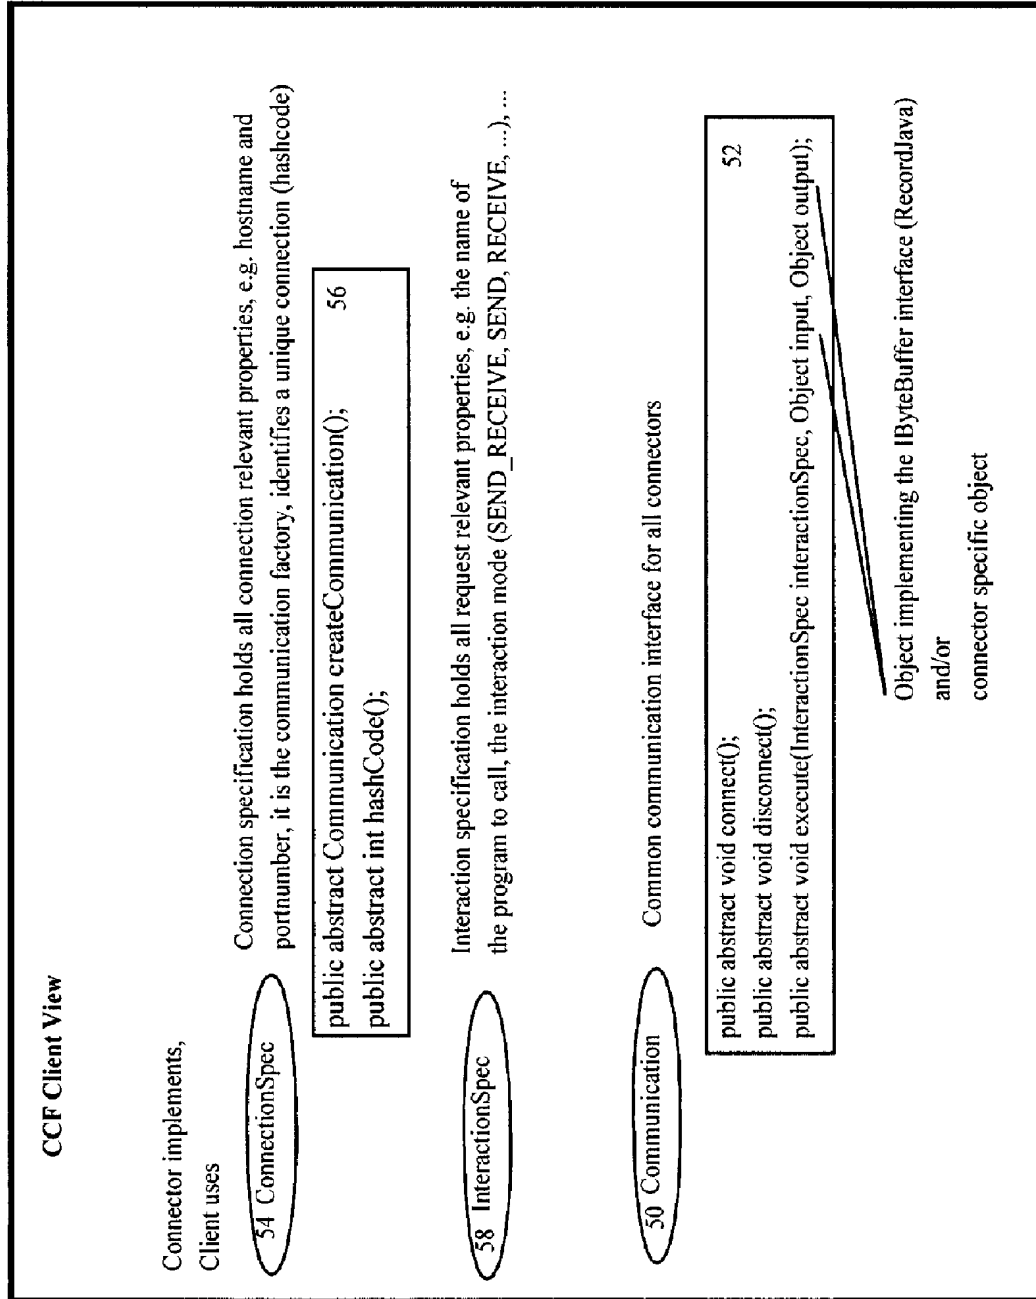 CCF Client View
Connector implements,
Client uses
54 ConnectionSpec
Connection specification holds all connection relevant properties, e.g. hostname and
portnumber, it is the communication factory, identifies a unique connection (hashcode)
public abstract Communication createCommunication();
56
public abstract int hashCode();
58 InteractionSpec
Interaction specification holds all request relevant properties, e.g. the name of
the program to call, the interaction mode (SEND_RECEIVE, SEND, RECEIVE, ...), ...
50 Communication
Common communication interface for all connectors
public abstract void connect();
52
public abstract void disconnect();
public abstract void execute(InteractionSpec interactionSpec, Object input, Object output);
Object implementing the IByteBuffer interface (RecordJava)
and/or
connector specific object